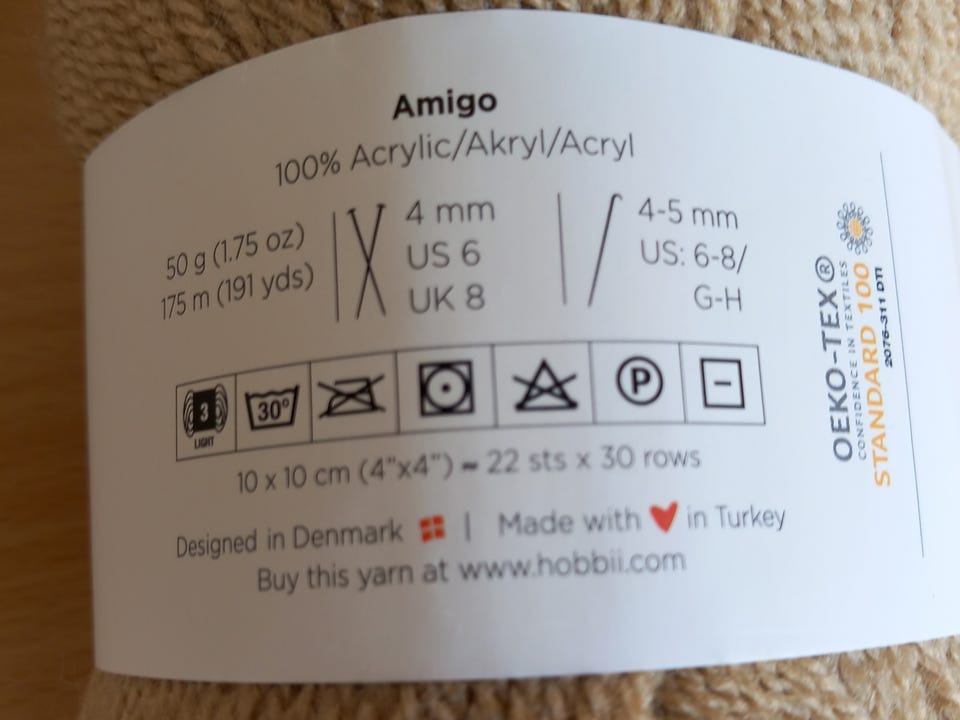 Amigo
100% Acrylic/Akryl/Acryl
50 g (1.75 oz)
175 m (191 yds)
4 mm
US 6
UK 8
4-5 mm
US: 6-8/
G-H
3
LIGHT
30°
P
10 x 10 cm (4"x4") ~ 22 sts x 30 rows
Designed in Denmark | Made with ❤ in Turkey
Buy this yarn at www.hobbii.com
OEKO-TEX®
CONFIDENCE IN TEXTILES
STANDARD 100
2076-311 DTI